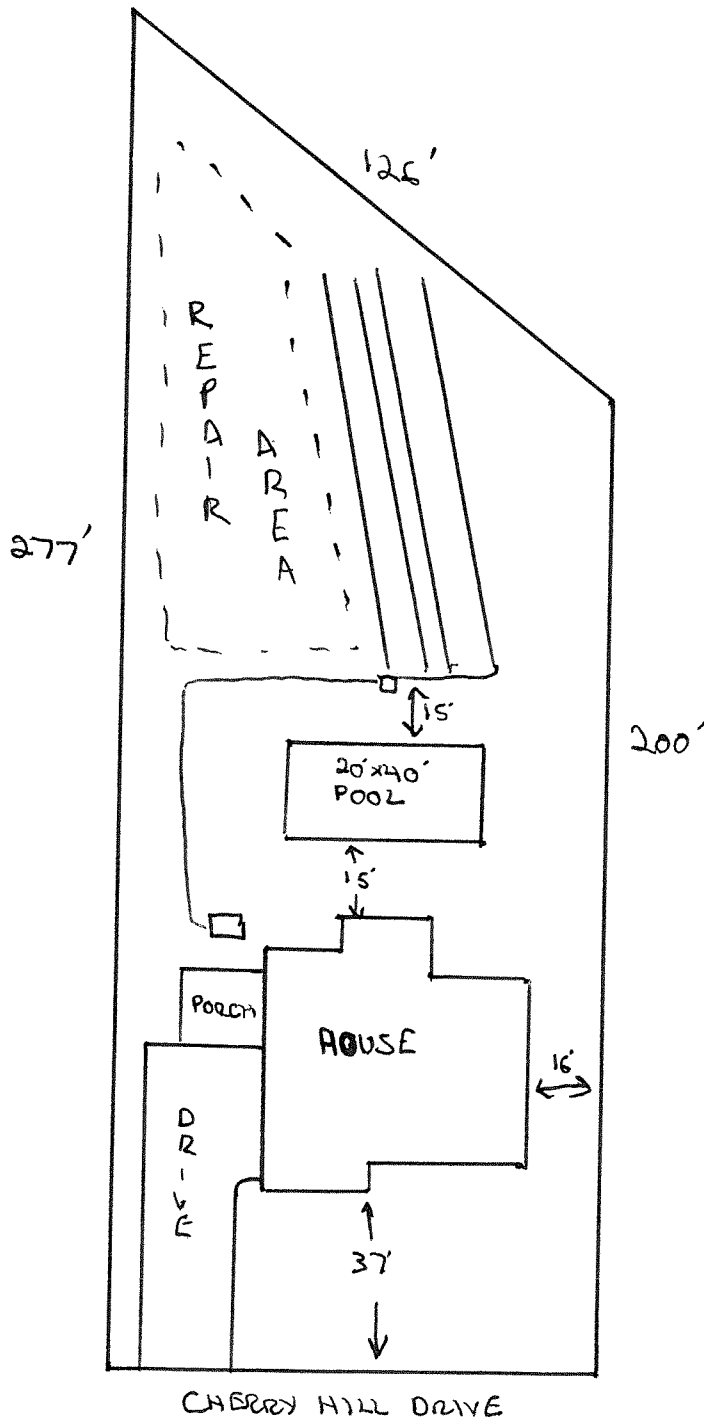 126'
REPAIR
AREA
277'
15'
200'
20'x40'
POOL
15'
PORCH
HOUSE
16'
DRIVE
37'
CHERRY HILL DRIVE